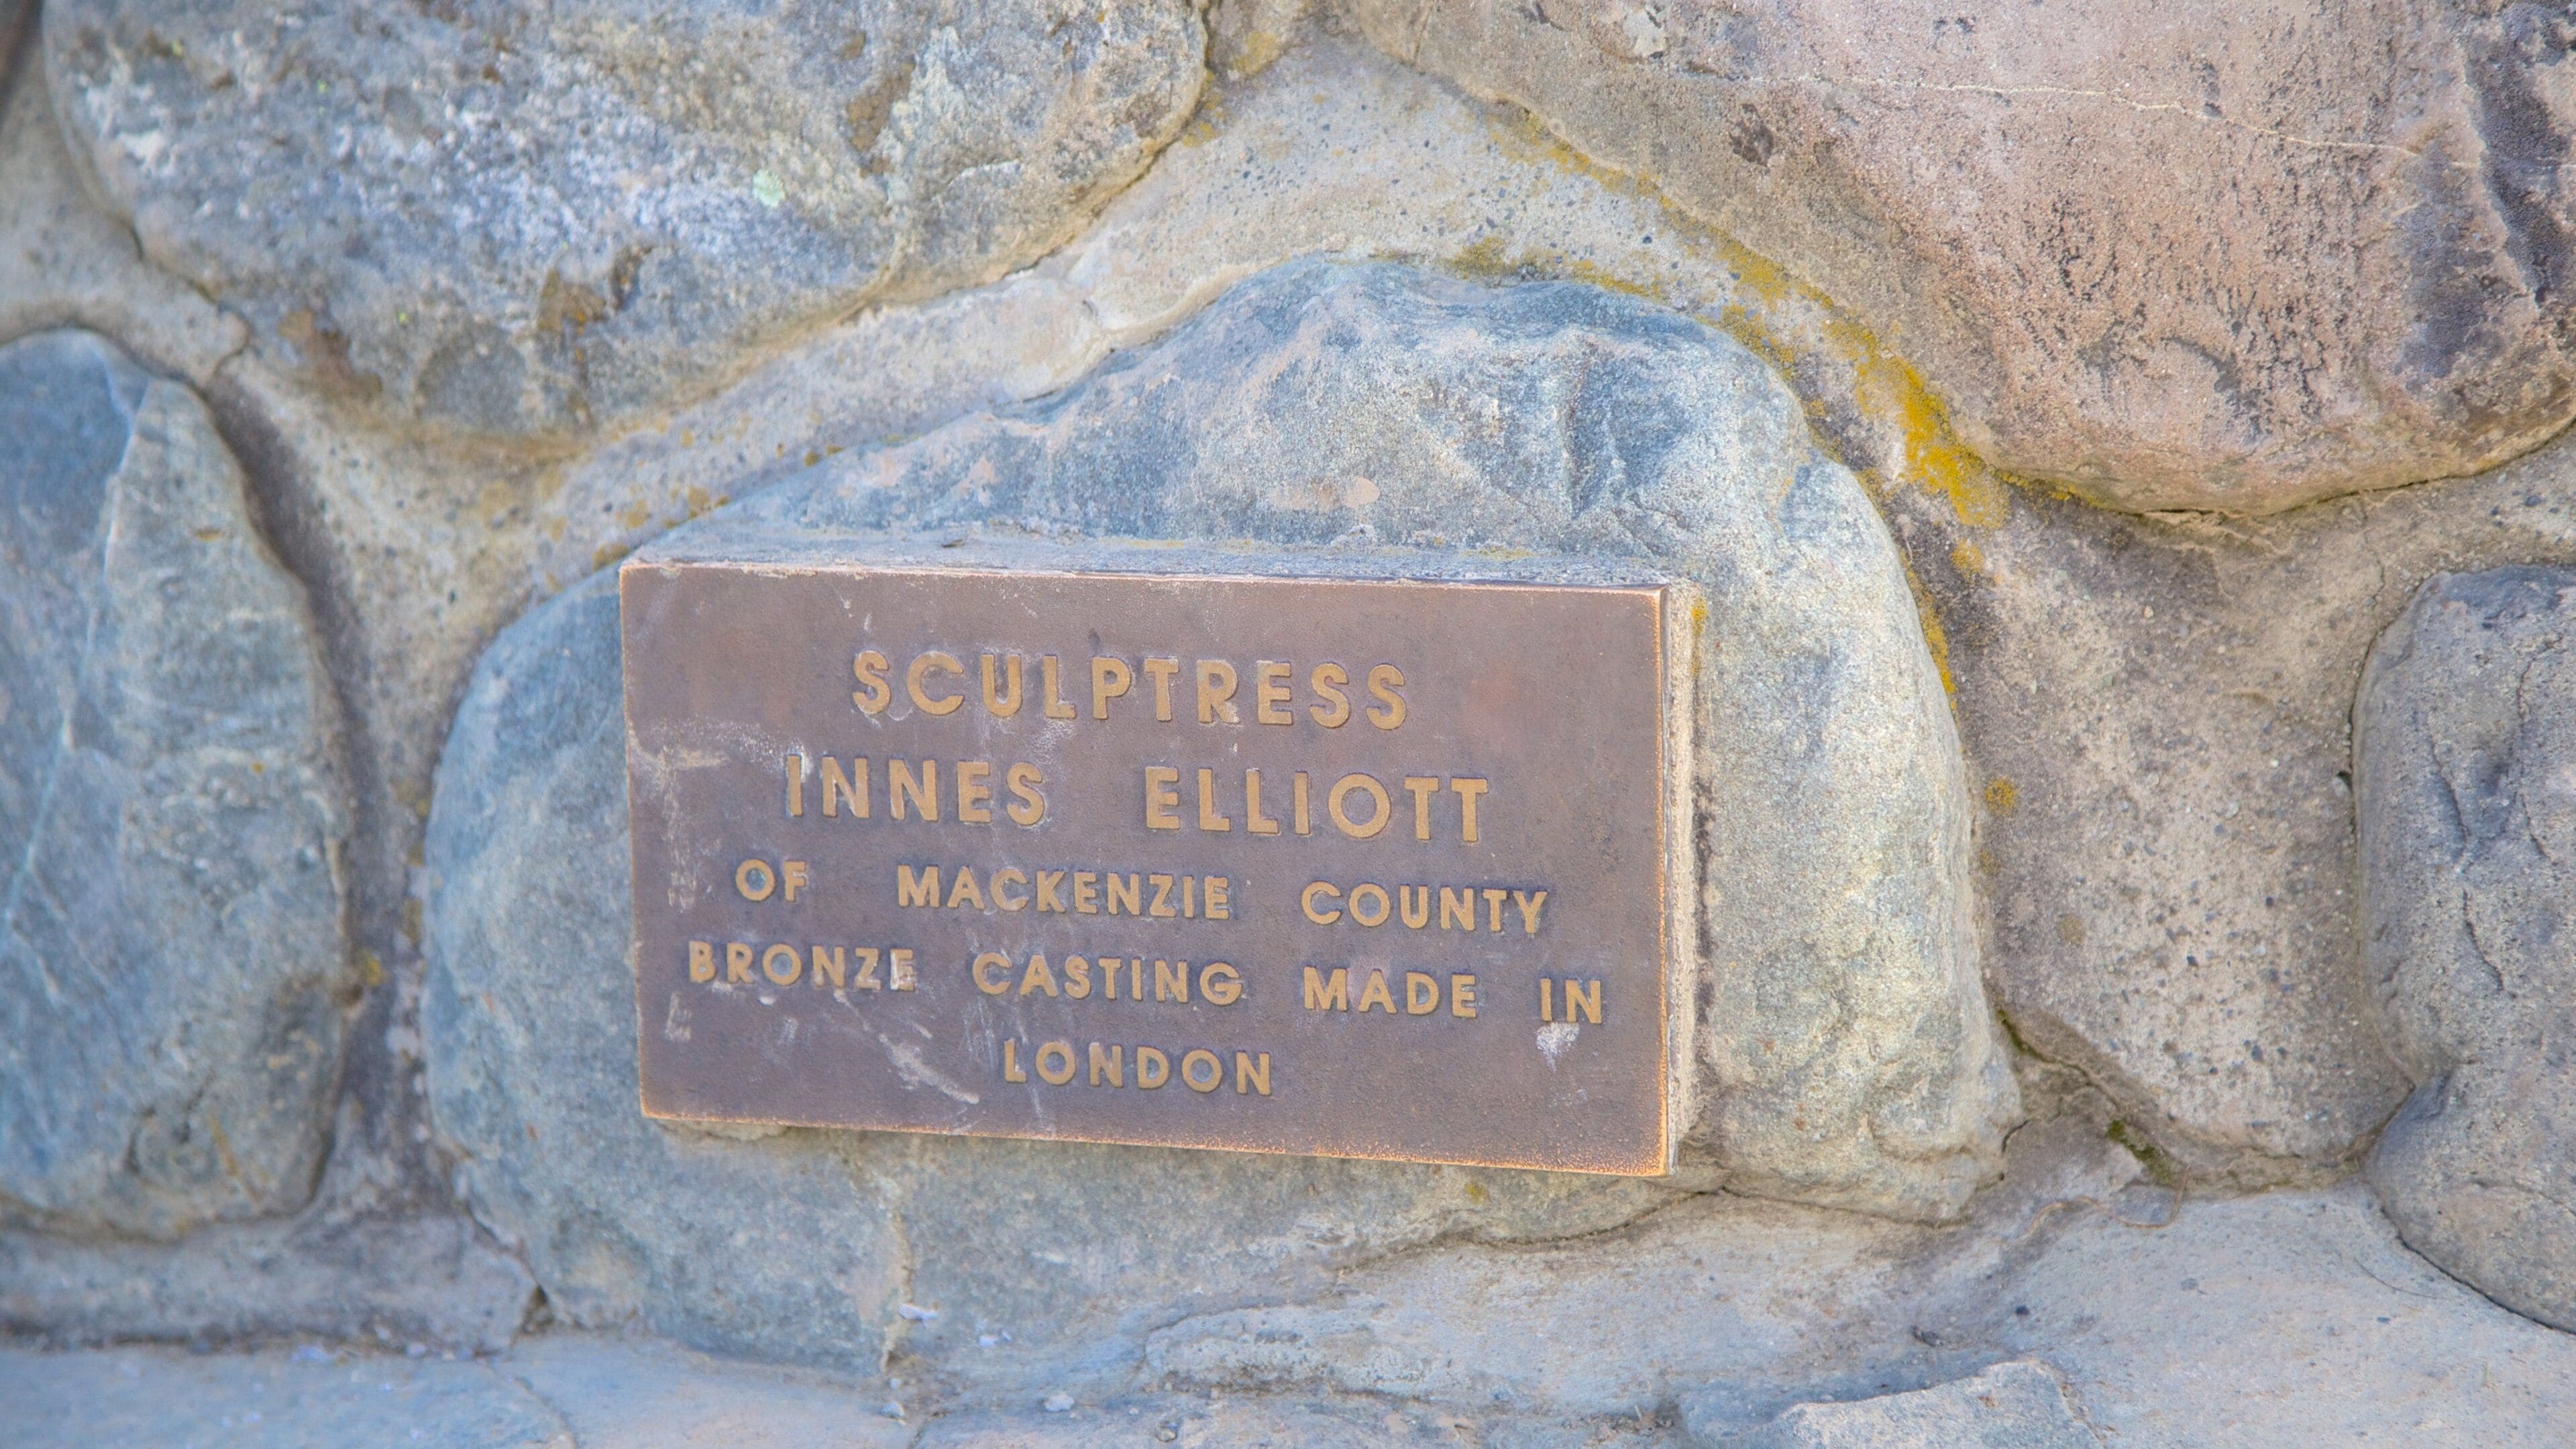 SCULPTRESS
INNES ELLIOTT
OF MACKENZIE COUNTY
BRONZE CASTING MADE IN
LONDON